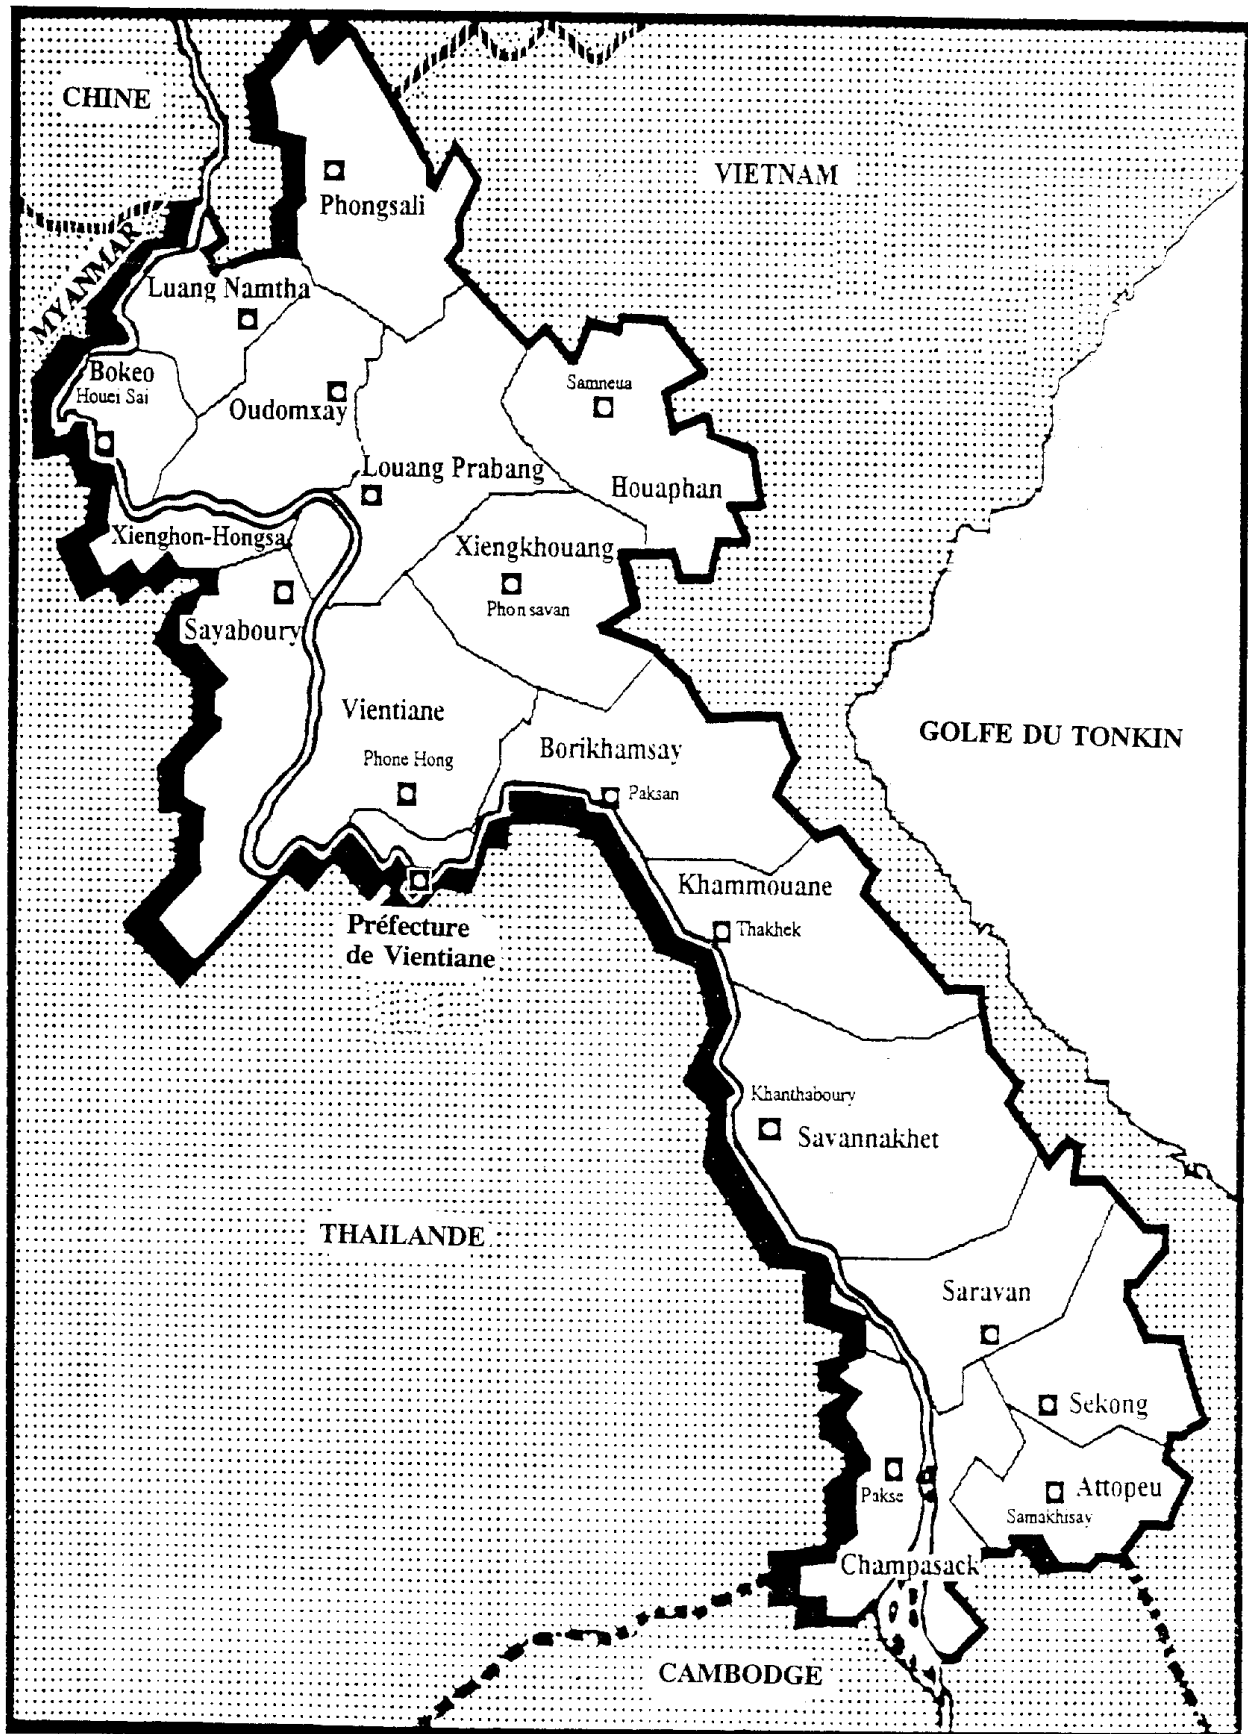 CHINE
VIETNAM
Phongsali
MYANMAR
Luang Namtha
Bokeo
Houei Sai
Samneua
Oudomxay
Louang Prabang
Houaphan
Xienghon-Hongsa
Xiengkhouang
Phonsavan
Sayaboury
Vientiane
GOLFE DU TONKIN
Borikhamsay
Phone Hong
Paksan
Khammouane
Thakhek
Préfecture
de Vientiane
Khanthaboury
Savannakhet
THAILANDE
Saravan
Sekong
Attopeu
Pakse
Samakhisay
Champasack
CAMBODGE